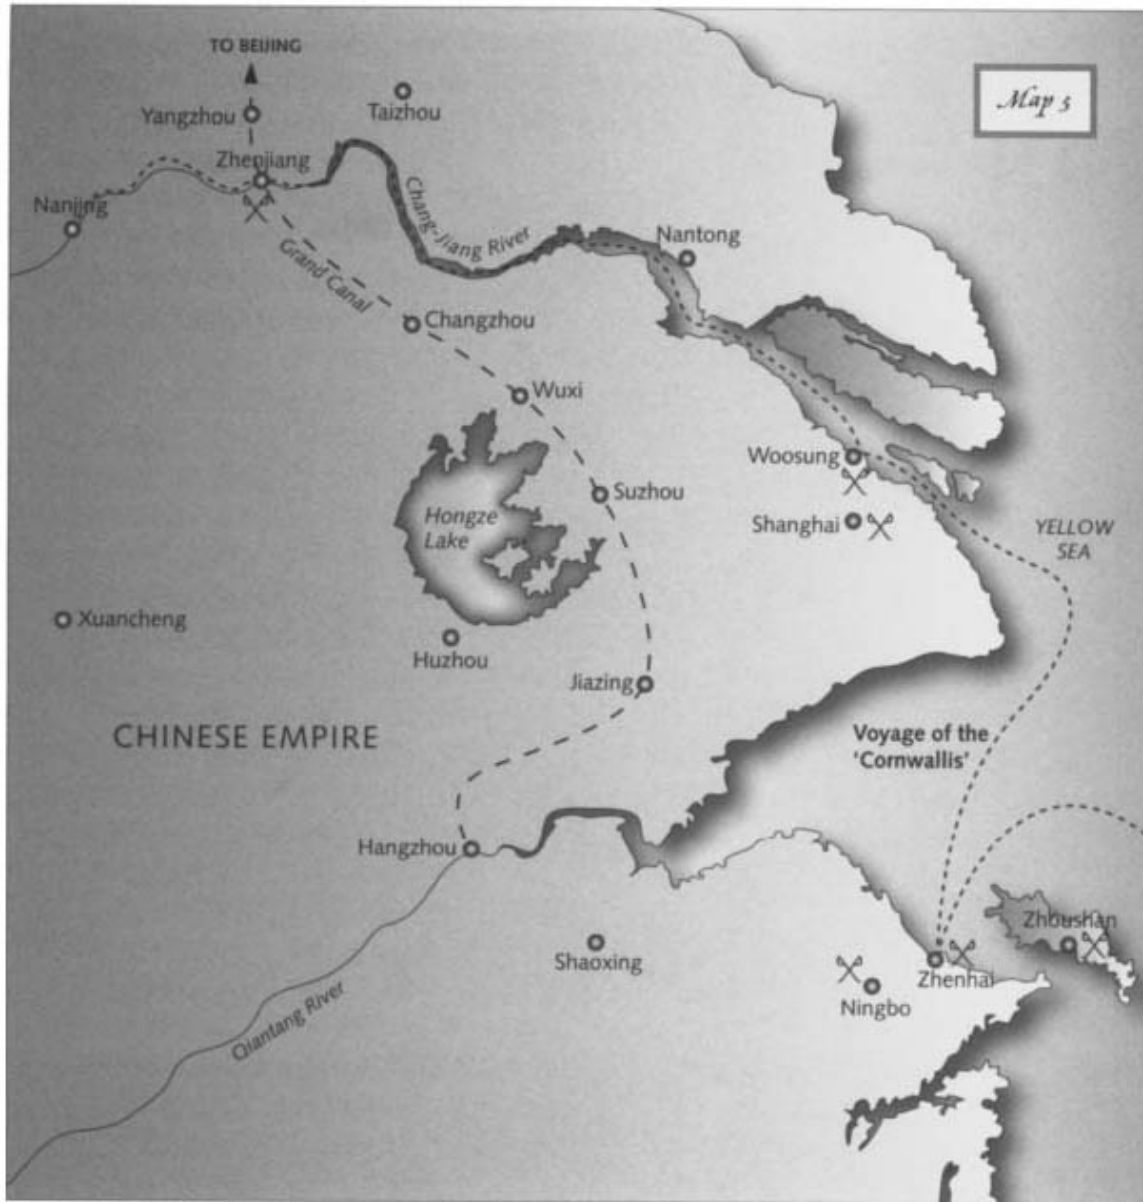 TO BEIJING
Map 5
Yangzhou
Taizhou
Zhenjiang
Nanjing
Chang-Jiang River
Nantong
Grand Canal
Changzhou
Wuxi
Woosung
Suzhou
Hongze
Lake
Shanghai
YELLOW
SEA
Xuancheng
Huzhou
Jiazing
CHINESE EMPIRE
Voyage of the
'Cornwallis'
Hangzhou
Zhoushan
Shaoxing
Zhenhai
Ningbo
Qiantang River